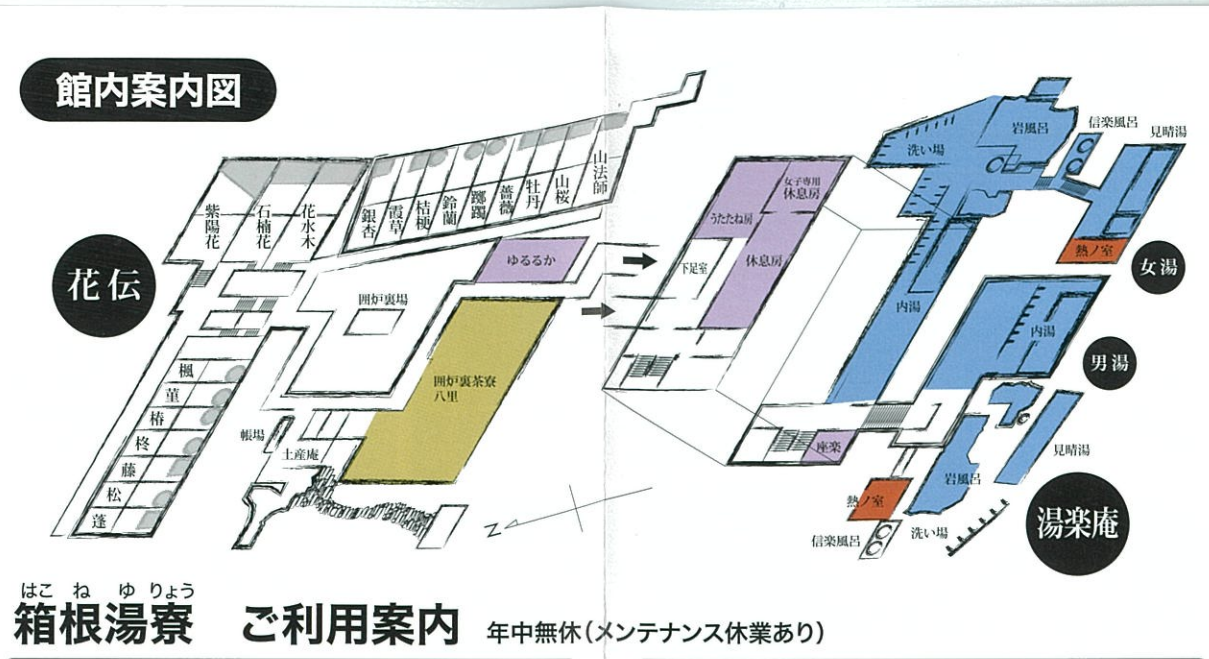 館内案内図
花伝
紫陽花
石楠花
花水木
銀杏
霞草
桔梗
鈴蘭
躑躅
薔薇
牡丹
山桜
山法師
ゆるるか
囲炉裏場
囲炉裏茶寮
八里
楓
菫
椿
柊
藤
松
蓬
帳場
土産庵
N
女子専用
休息房
うたたね房
下足室
休息房
座楽
洗い場
岩風呂
信楽風呂
見晴湯
熱ノ室
女湯
内湯
内湯
男湯
見晴湯
岩風呂
熱ノ室
信楽風呂
洗い場
湯楽庵
はこ ね ゆ りょう
箱根湯寮 ご利用案内 年中無休(メンテナンス休業あり)